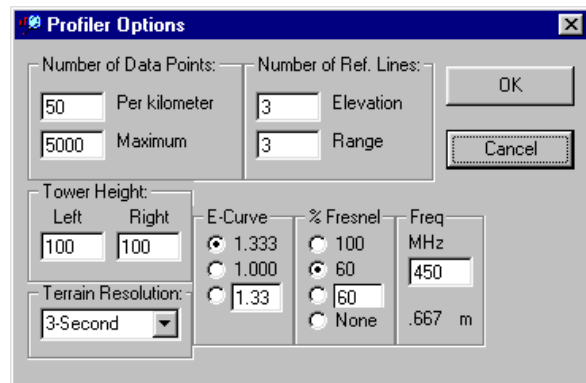 Profiler Options
Number of Data Points:
50 Per kilometer
5000 Maximum
Number of Ref. Lines:
3 Elevation
3 Range
OK
Cancel
Tower Height:
Left Right
100 100
Terrain Resolution:
3-Second
E-Curve
1.333
1.000
1.33
% Fresnel
100
60
60
None
Freq
MHz
450
.667 m